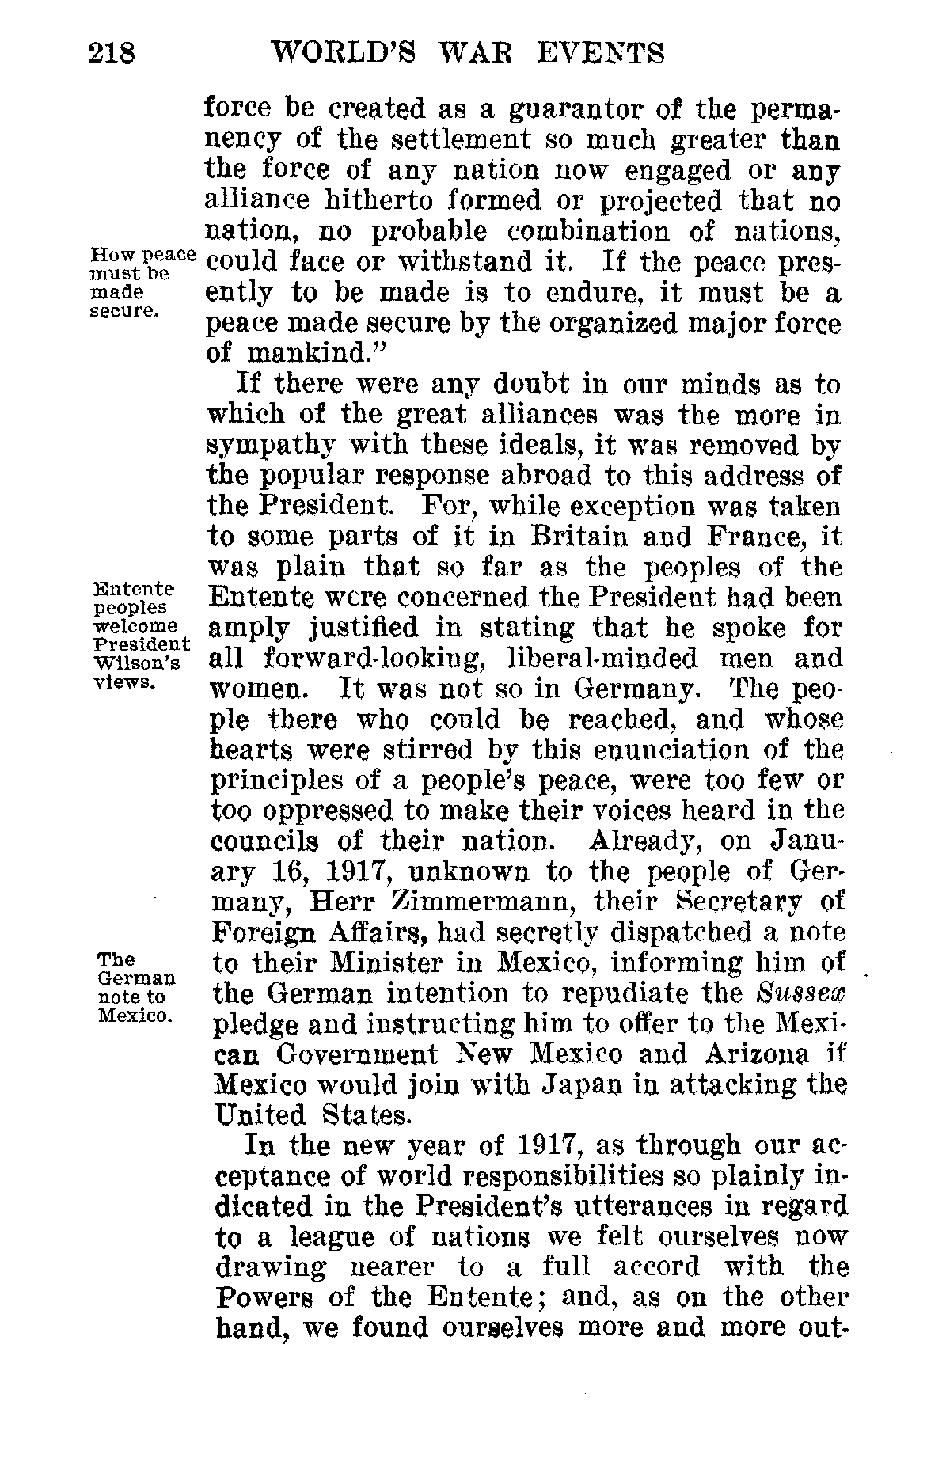 218 WORLD'S WAR EVENTS
force be created as a guarantor of the perma-
nency of the settlement so much greater than
the force of any nation now engaged or any
alliance hitherto formed or projected that no
nation, no probable combination of nations,
How peace
must be
made
secure.
could face or withstand it. If the peace pres-
ently to be made is to endure, it must be a
peace made secure by the organized major force
of mankind."
If there were any doubt in our minds as to
which of the great alliances was the more in
sympathy with these ideals, it was removed by
the popular response abroad to this address of
the President. For, while exception was taken
to some parts of it in Britain and France, it
was plain that so far as the peoples of the
Entente
peoples
welcome
President
Wilson's
views.
Entente were concerned the President had been
amply justified in stating that he spoke for
all forward-looking, liberal-minded men and
women. It was not so in Germany. The peo-
ple there who could be reached, and whose
hearts were stirred by this enunciation of the
principles of a people's peace, were too few or
too oppressed to make their voices heard in the
councils of their nation. Already, on Janu-
ary 16, 1917, unknown to the people of Ger-
many, Herr Zimmermann, their Secretary of
Foreign Affairs, had secretly dispatched a note
The
German
note to
Mexico.
to their Minister in Mexico, informing him of
the German intention to repudiate the Sussex
pledge and instructing him to offer to the Mexi-
can Government New Mexico and Arizona if
Mexico would join with Japan in attacking the
United States.
In the new year of 1917, as through our ac-
ceptance of world responsibilities so plainly in-
dicated in the President's utterances in regard
to a league of nations we felt ourselves now
drawing nearer to a full accord with the
Powers of the Entente; and, as on the other
hand, we found ourselves more and more out-